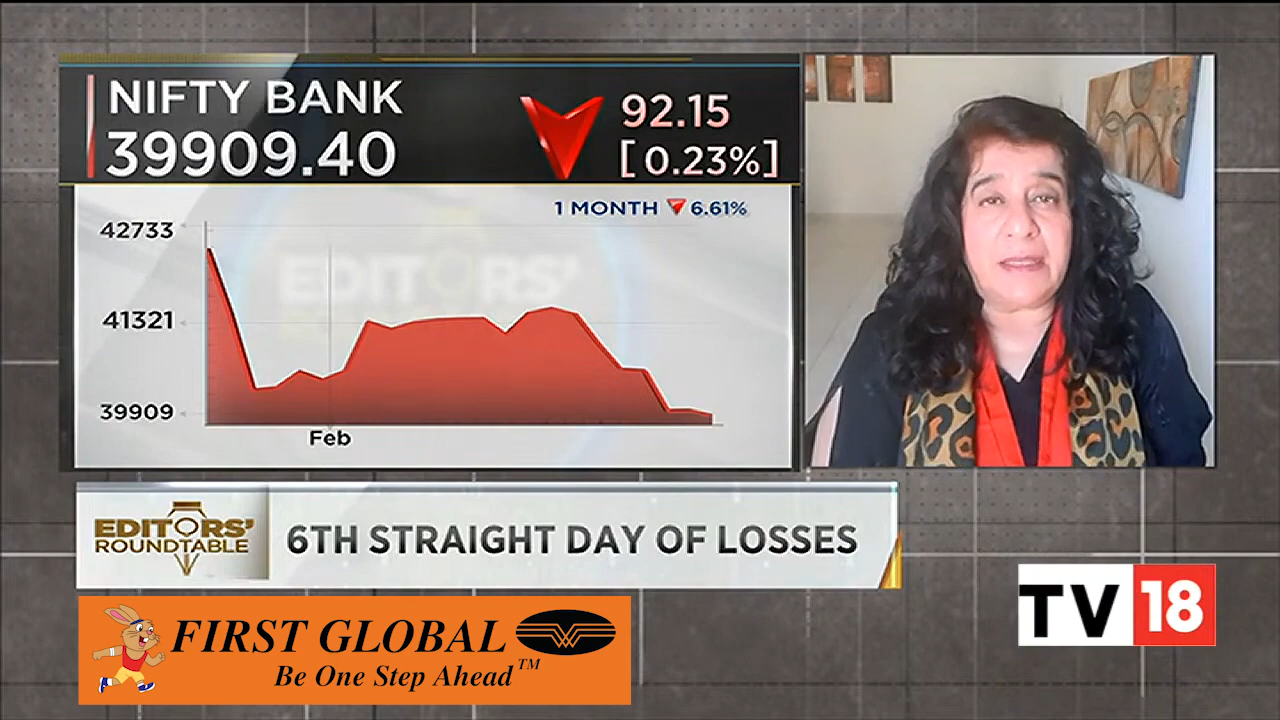 NIFTY BANK
39909.40
92.15
[0.23%]
1 MONTH 6.61%
42733
EDITORS'
41321
39909
Feb
EDITORS'
ROUNDTABLE
6TH STRAIGHT DAY OF LOSSES
FIRST GLOBAL
Be One Step Ahead™
TV18